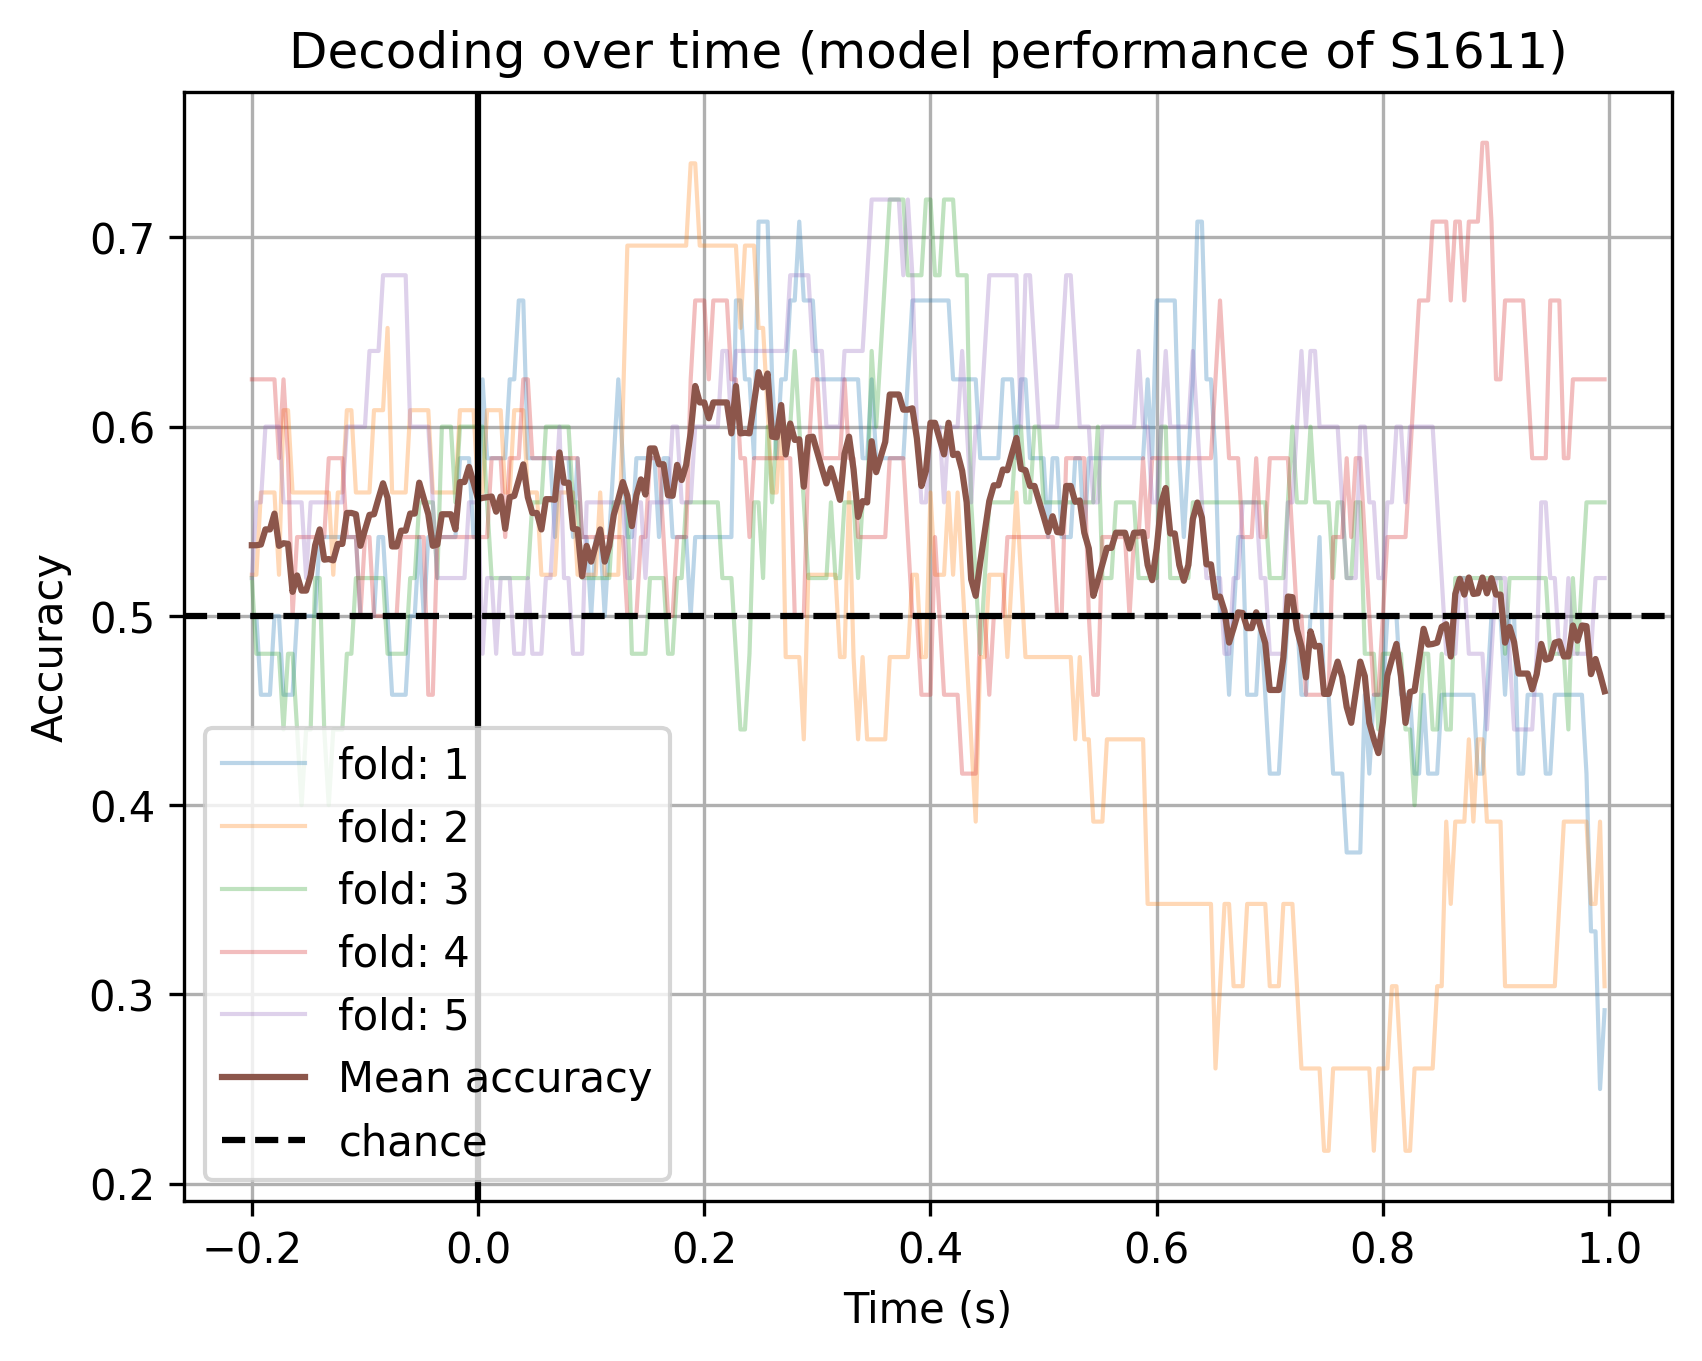 Decoding over time (model performance of S1611)
Accuracy
0.7
0.6
0.5
0.4
0.3
0.2
fold: 1
fold: 2
fold: 3
fold: 4
fold: 5
Mean accuracy
chance
−0.2 0.0 0.2 0.4 0.6 0.8 1.0
Time (s)